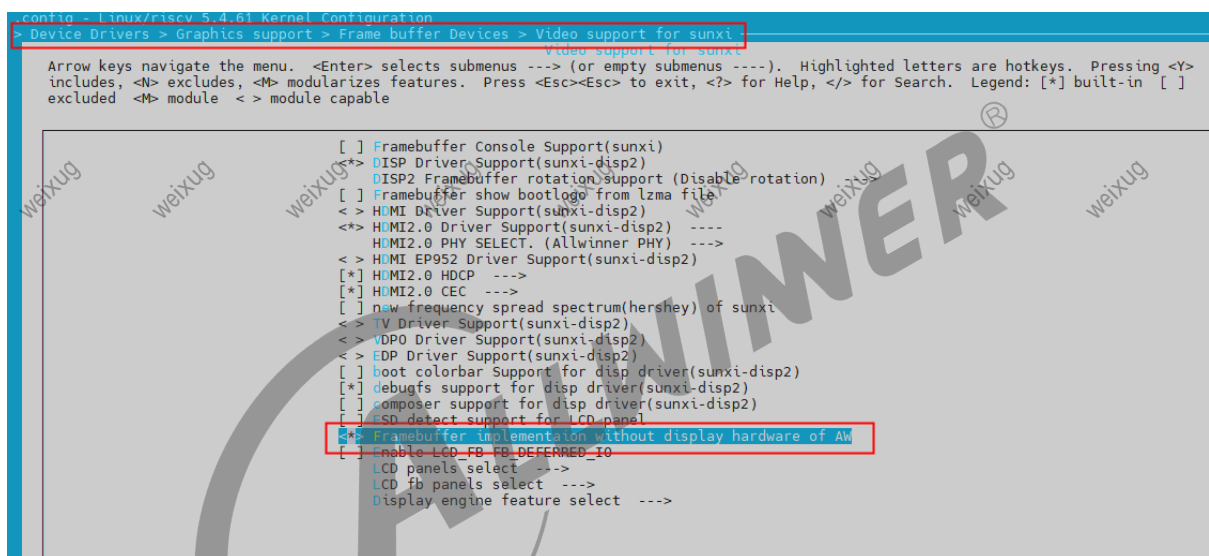 .config - Linux/riscv 5.4.61 Kernel Configuration
> Device Drivers > Graphics support > Frame buffer Devices > Video support for sunxi
Video support for sunxi
Arrow keys navigate the menu.  <Enter> selects submenus ---> (or empty submenus ----).  Highlighted letters are hotkeys.  Pressing <Y>
includes, <N> excludes, <M> modularizes features.  Press <Esc><Esc> to exit, <?> for Help, </> for Search.  Legend: [*] built-in  [ ]
excluded  <M> module  < > module capable
[ ] Framebuffer Console Support(sunxi)
<*> DISP Driver Support(sunxi-disp2)
DISP2 Framebuffer rotation support (Disable rotation)  --->
[ ] Framebuffer show bootlogo from lzma file
< > HDMI Driver Support(sunxi-disp2)
<*> HDMI2.0 Driver Support(sunxi-disp2)  ----
HDMI2.0 PHY SELECT. (Allwinner PHY)  --->
< > HDMI EP952 Driver Support(sunxi-disp2)
[*] HDMI2.0 HDCP  --->
[*] HDMI2.0 CEC  --->
[ ] new frequency spread spectrum(hershey) of sunxi
< > TV Driver Support(sunxi-disp2)
< > VDPO Driver Support(sunxi-disp2)
< > EDP Driver Support(sunxi-disp2)
[ ] boot colorbar Support for disp driver(sunxi-disp2)
[*] debugfs support for disp driver(sunxi-disp2)
[ ] composer support for disp driver(sunxi-disp2)
[ ] ESD detect support for LCD panel
<*> Framebuffer implementaion without display hardware of AW
[ ] Enable LCD_FB FB_DEFERRED_IO
LCD panels select  --->
LCD fb panels select  --->
Display engine feature select  --->
weixug weixug weixug weixug weixug weixug weixug weixug
ALLWINNER ®